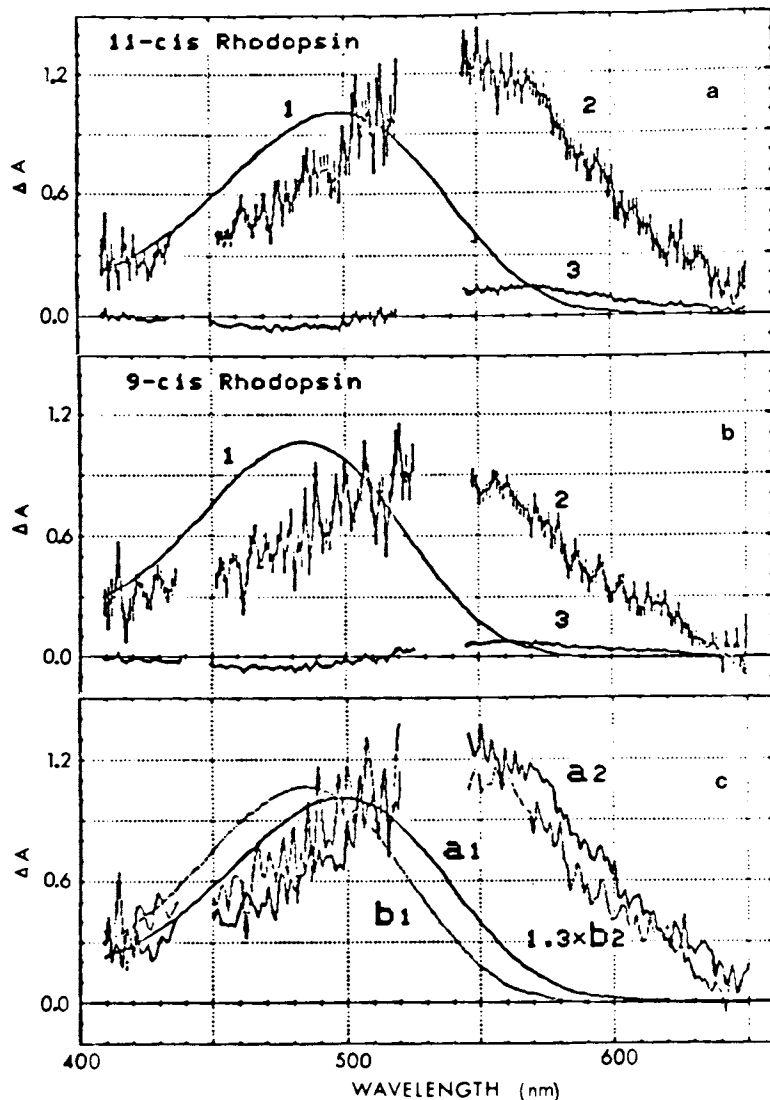 11-cis Rhodopsin
a
1.2
1
2
ΔA
0.6
3
0.0
9-cis Rhodopsin
b
1.2
1
2
ΔA
0.6
3
0.0
c
1.2
a2
ΔA
a1
0.6
b1
1.3×b2
0.0
400
500
600
WAVELENGTH (nm)